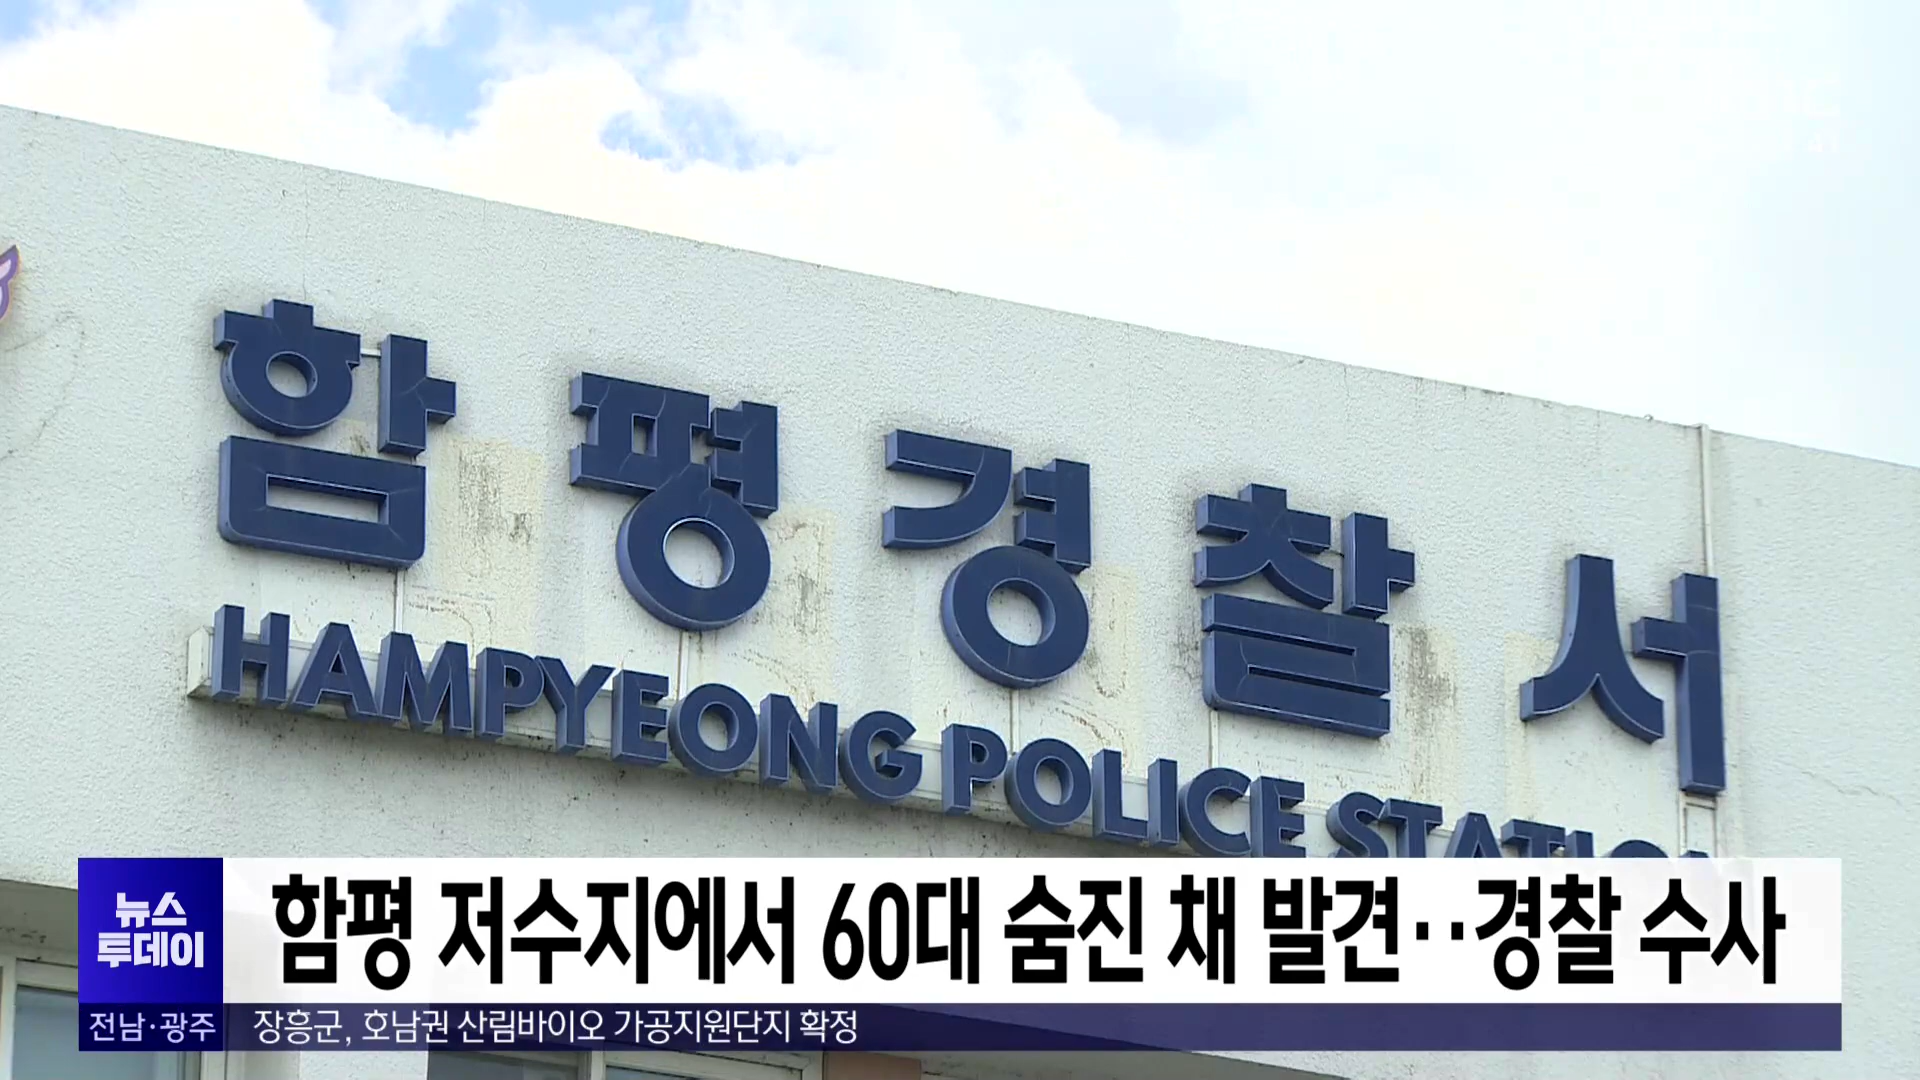 함평경찰서
HAMPYEONG POLICE STATION
뉴스
투데이
함평 저수지에서 60대 숨진 채 발견··경찰 수사
전남·광주
장흥군, 호남권 산림바이오 가공지원단지 확정